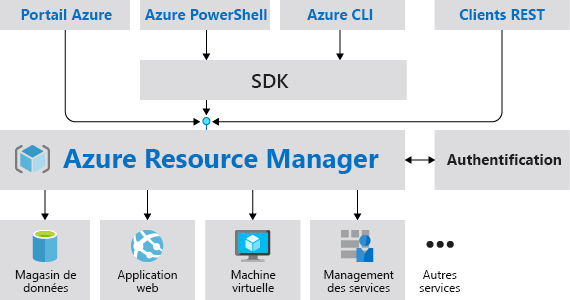 Portail Azure
Azure PowerShell
Azure CLI
Clients REST
SDK
Azure Resource Manager
Authentification
Magasin de
données
Application
web
Machine
virtuelle
Management
des services
Autres
services